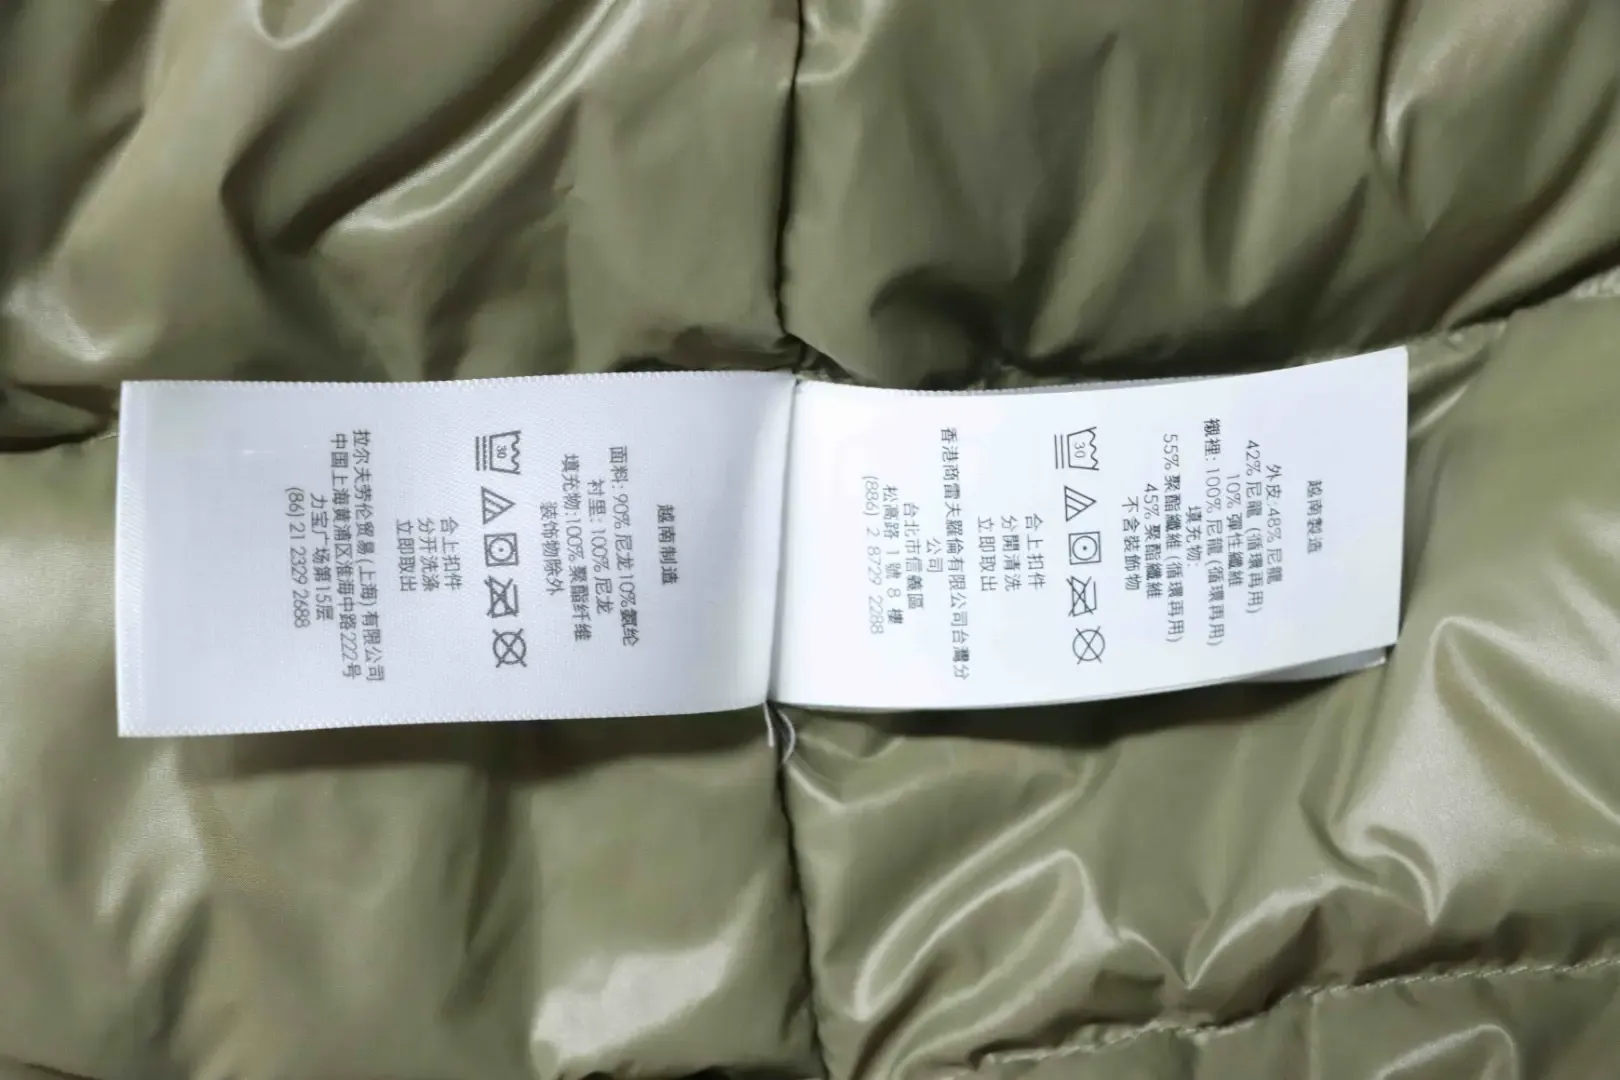 越南制造
面料: 90% 尼龙 10%氨纶
衬里: 100% 尼龙
填充物:100% 聚酯纤维
装饰物除外
30
合上扣件
分开洗涤
立即取出
拉尔夫劳伦贸易 (上海) 有限公司
中国上海黄浦区淮海中路222号
力宝广场第15层
(86) 21 2329 2688
越南製造
外皮:48% 尼龍
42% 尼龍 (循環再用)
10% 彈性纖維
襯裡: 100% 尼龍 (循環再用)
填充物:
55% 聚酯纖維 (循環再用)
45% 聚酯纖維
不含裝飾物
30
合上扣件
分開清洗
立即取出
香港商雷夫羅倫有限公司台灣分
公司
台北市信義區
松高路 1 號 8 樓
(886) 2 8729 2288